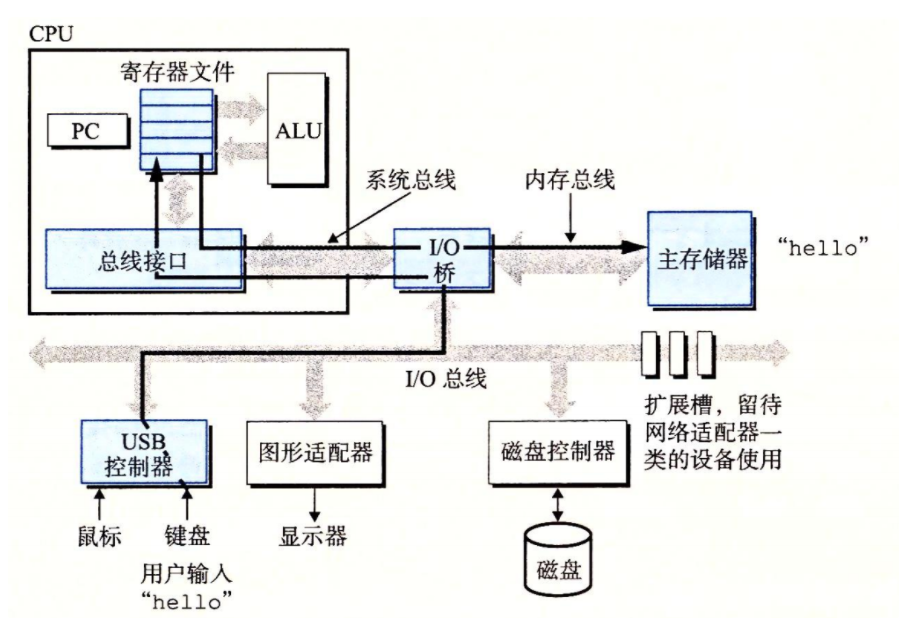 CPU
寄存器文件
PC
ALU
系统总线
内存总线
总线接口
I/O
桥
主存储器
“hello”
I/O 总线
扩展槽，留待
网络适配器一
类的设备使用
USB
控制器
图形适配器
磁盘控制器
鼠标
键盘
显示器
磁盘
用户输入
“hello”